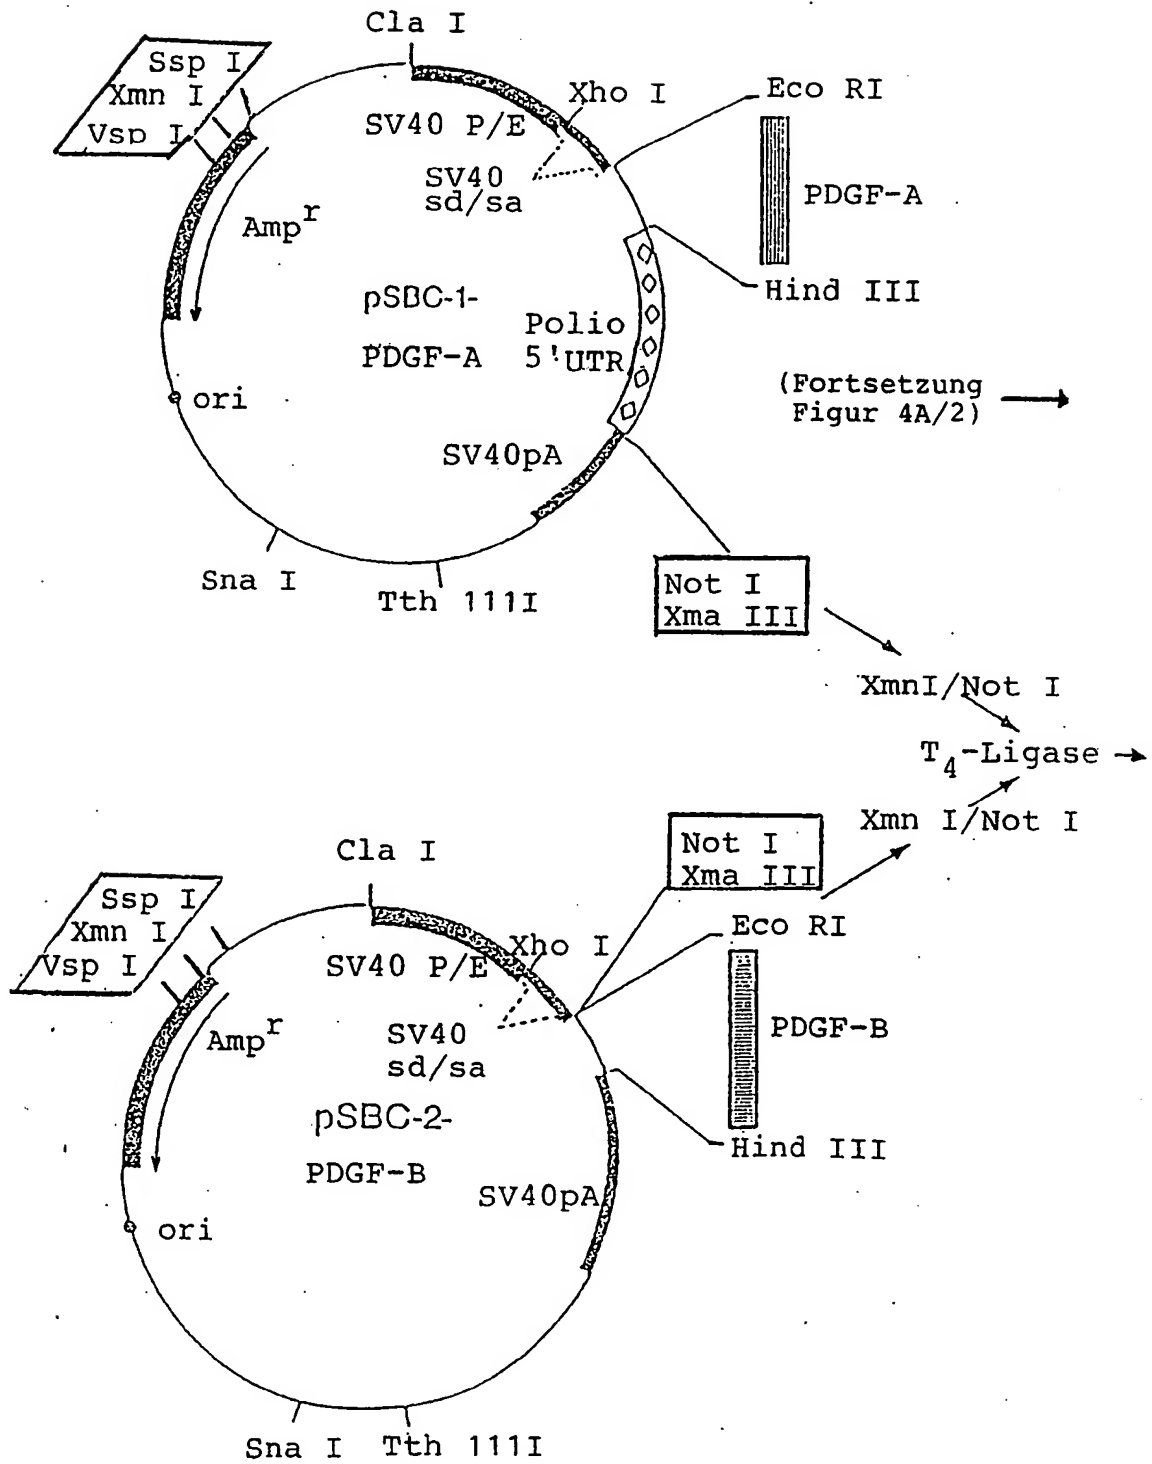 Cla I
Ssp I
Xmn I
Vsp I
SV40 P/E
Xho I
Eco RI
SV40
sd/sa
PDGF-A
Amp^r
Hind III
pSBC-1-
PDGF-A
Polio
5'UTR
ori
(Fortsetzung
Figur 4A/2)
SV40pA
Sna I
Tth 111I
Not I
Xma III
XmnI/Not I
T4-Ligase
Xmn I/Not I
Not I
Xma III
Cla I
Ssp I
Xmn I
Vsp I
SV40 P/E
Xho I
Eco RI
SV40
sd/sa
PDGF-B
Amp^r
pSBC-2-
PDGF-B
Hind III
SV40pA
ori
Sna I
Tth 111I